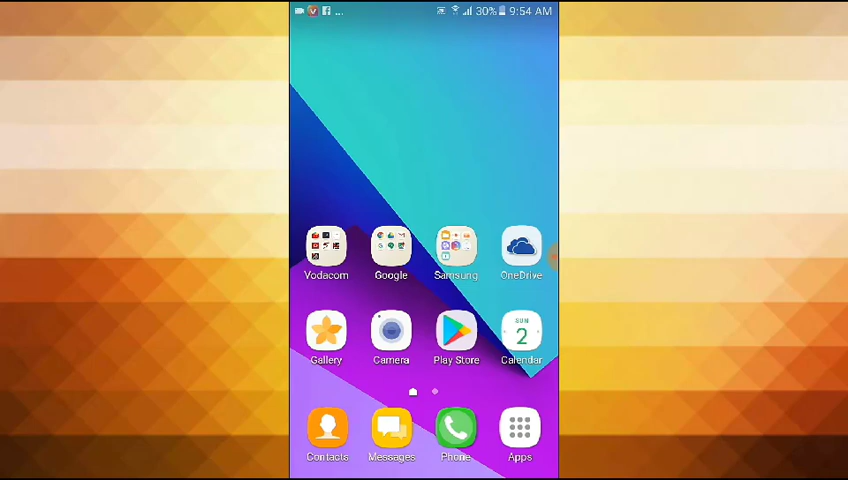 30% 9:54 AM
Vodacom Google Samsung OneDrive
SUN
2
Gallery Camera Play Store Calendar
Contacts Messages Phone Apps